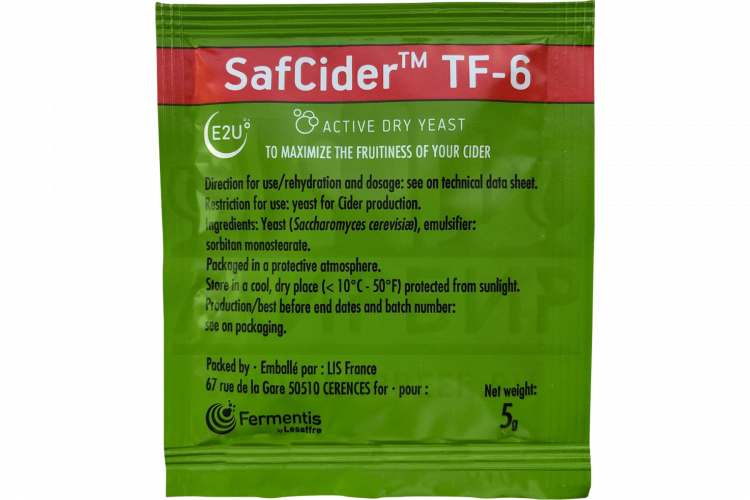 SafCider™ TF-6
E2U
ACTIVE DRY YEAST
TO MAXIMIZE THE FRUITINESS OF YOUR CIDER
Direction for use/rehydration and dosage: see on technical data sheet.
Restriction for use: yeast for Cider production.
Ingredients: Yeast (Saccharomyces cerevisiæ), emulsifier:
sorbitan monostearate.
Packaged in a protective atmosphere.
Store in a cool, dry place (< 10°C - 50°F) protected from sunlight.
Production/best before end dates and batch number:
see on packaging.
Packed by · Emballé par : LIS France
67 rue de la Gare 50510 CERENCES for · pour :
Net weight:
5g
Fermentis
by Lesaffre